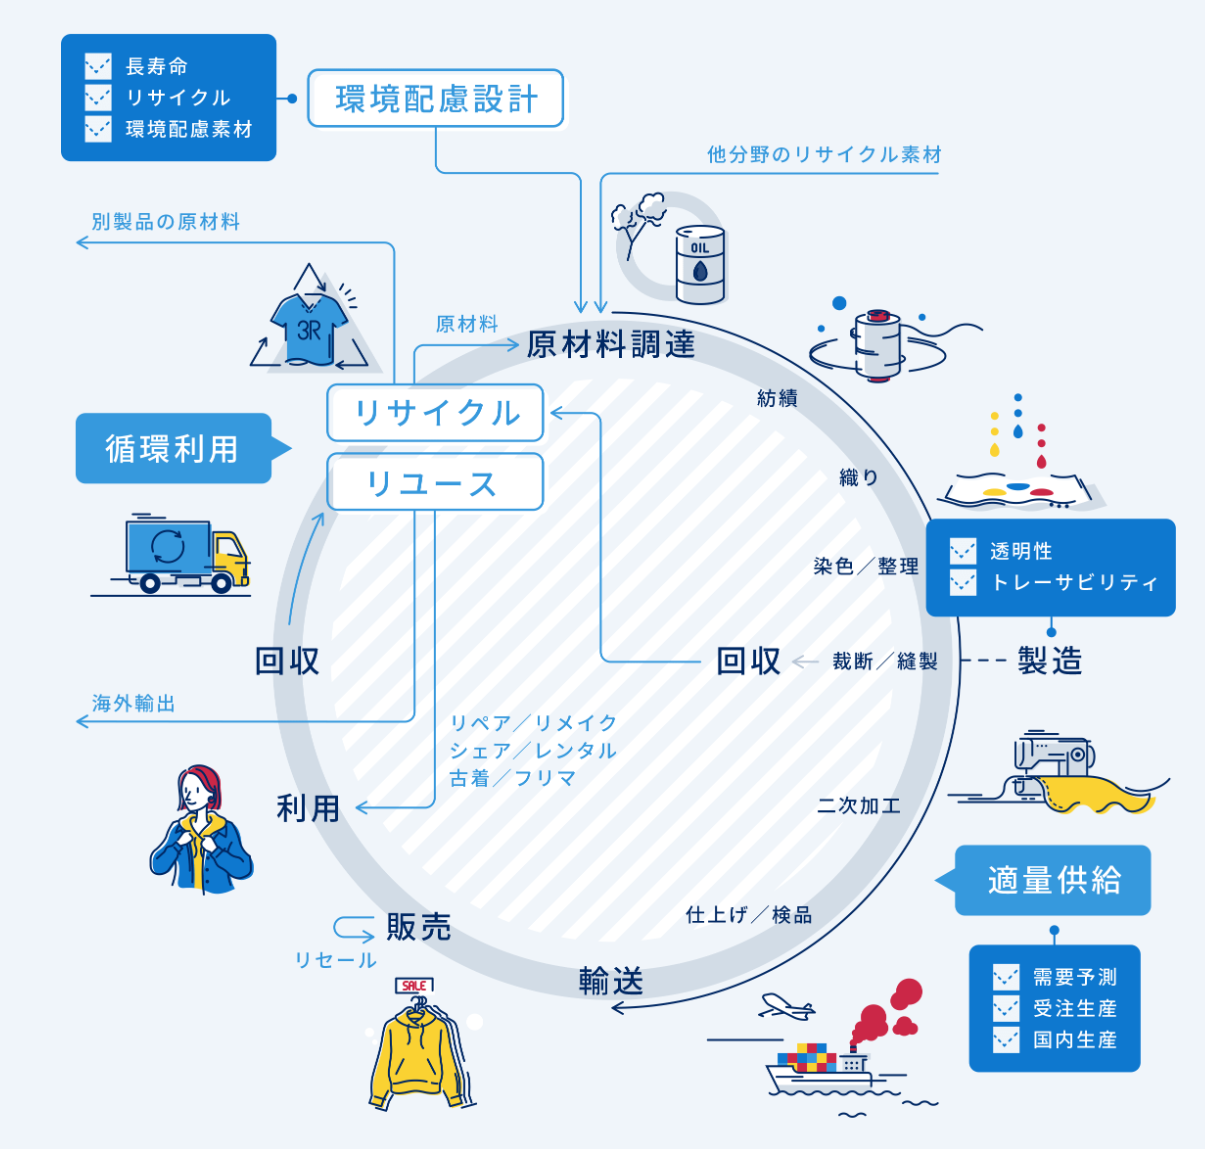 長寿命
リサイクル
環境配慮素材
環境配慮設計
他分野のリサイクル素材
別製品の原材料
OIL
3R
原材料
原材料調達
紡績
リサイクル
循環利用
リユース
織り
染色／整理
透明性
トレーサビリティ
回収
回収
裁断／縫製
製造
海外輸出
リペア／リメイク
シェア／レンタル
古着／フリマ
利用
二次加工
適量供給
仕上げ／検品
販売
リセール
輸送
SALE
需要予測
受注生産
国内生産